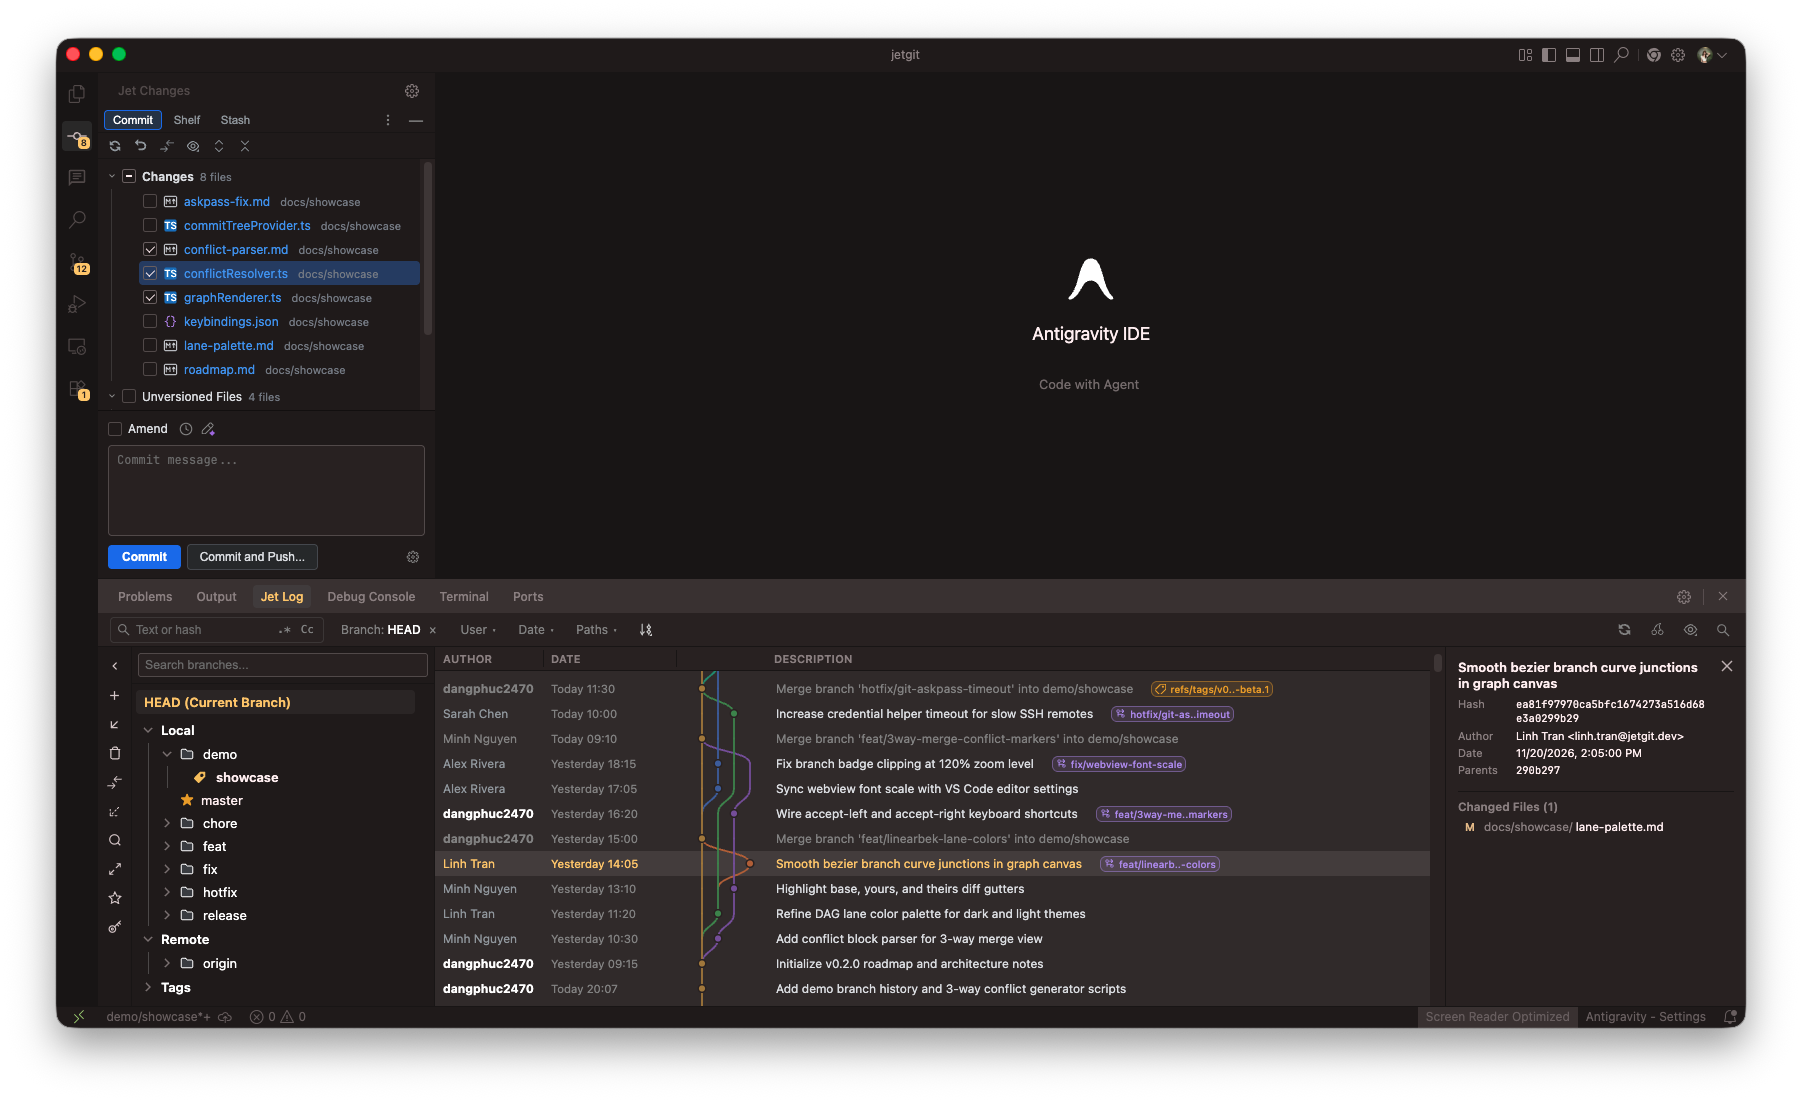 jetgit
Jet Changes
Commit Shelf Stash
8
Changes 8 files
askpass-fix.md docs/showcase
TS commitTreeProvider.ts docs/showcase
conflict-parser.md docs/showcase
TS conflictResolver.ts docs/showcase
TS graphRenderer.ts docs/showcase
{} keybindings.json docs/showcase
lane-palette.md docs/showcase
roadmap.md docs/showcase
Unversioned Files 4 files
12
1
Amend
Commit message...
Commit Commit and Push...
Antigravity IDE
Code with Agent
Problems Output Jet Log Debug Console Terminal Ports
Text or hash .* Cc Branch: HEAD × User Date Paths
Search branches...
HEAD (Current Branch)
Local
demo
showcase
master
chore
feat
fix
hotfix
release
Remote
origin
Tags
AUTHOR DATE DESCRIPTION
dangphuc2470 Today 11:30 Merge branch 'hotfix/git-askpass-timeout' into demo/showcase refs/tags/v0..-beta.1
Sarah Chen Today 10:00 Increase credential helper timeout for slow SSH remotes hotfix/git-as..imeout
Minh Nguyen Today 09:10 Merge branch 'feat/3way-merge-conflict-markers' into demo/showcase
Alex Rivera Yesterday 18:15 Fix branch badge clipping at 120% zoom level fix/webview-font-scale
Alex Rivera Yesterday 17:05 Sync webview font scale with VS Code editor settings
dangphuc2470 Yesterday 16:20 Wire accept-left and accept-right keyboard shortcuts feat/3way-me..markers
dangphuc2470 Yesterday 15:00 Merge branch 'feat/linearbek-lane-colors' into demo/showcase
Linh Tran Yesterday 14:05 Smooth bezier branch curve junctions in graph canvas feat/linearb..-colors
Minh Nguyen Yesterday 13:10 Highlight base, yours, and theirs diff gutters
Linh Tran Yesterday 11:20 Refine DAG lane color palette for dark and light themes
Minh Nguyen Yesterday 10:30 Add conflict block parser for 3-way merge view
dangphuc2470 Yesterday 09:15 Initialize v0.2.0 roadmap and architecture notes
dangphuc2470 Today 20:07 Add demo branch history and 3-way conflict generator scripts
Smooth bezier branch curve junctions
in graph canvas
Hash ea81f97970ca5bfc1674273a516d68
e3a0299b29
Author Linh Tran <linh.tran@jetgit.dev>
Date 11/20/2026, 2:05:00 PM
Parents 290b297
Changed Files (1)
M docs/showcase/ lane-palette.md
demo/showcase*+ 0 0
Screen Reader Optimized Antigravity - Settings